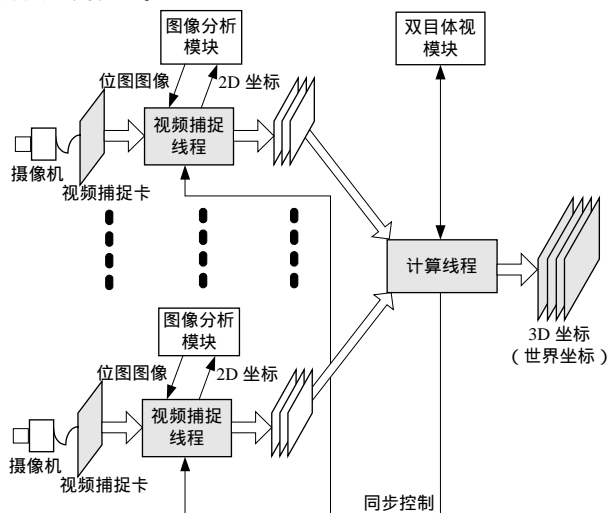 图像分析
模块
双目体视
模块
位图图像
2D 坐标
视频捕捉
线程
摄像机
视频捕捉卡
计算线程
3D 坐标
（世界坐标）
图像分析
模块
位图图像
2D 坐标
视频捕捉
线程
摄像机
视频捕捉卡
同步控制